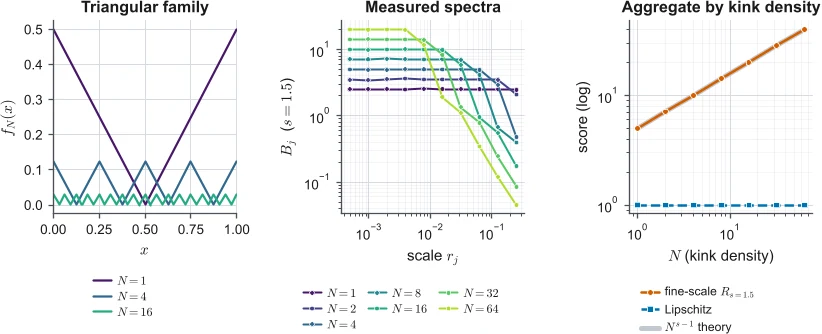 Triangular family
Measured spectra
Aggregate by kink density
0.5
0.4
0.3
0.2
0.1
0.0
f_N(x)
0.00 0.25 0.50 0.75 1.00
x
N = 1
N = 4
N = 16
10^1
10^0
10^−1
B_j (s = 1.5)
10^−3 10^−2 10^−1
scale r_j
N = 1 N = 8 N = 32
N = 2 N = 16 N = 64
N = 4
10^1
10^0
score (log)
10^0 10^1
N (kink density)
fine-scale R_{s=1.5}
Lipschitz
N^{s−1} theory